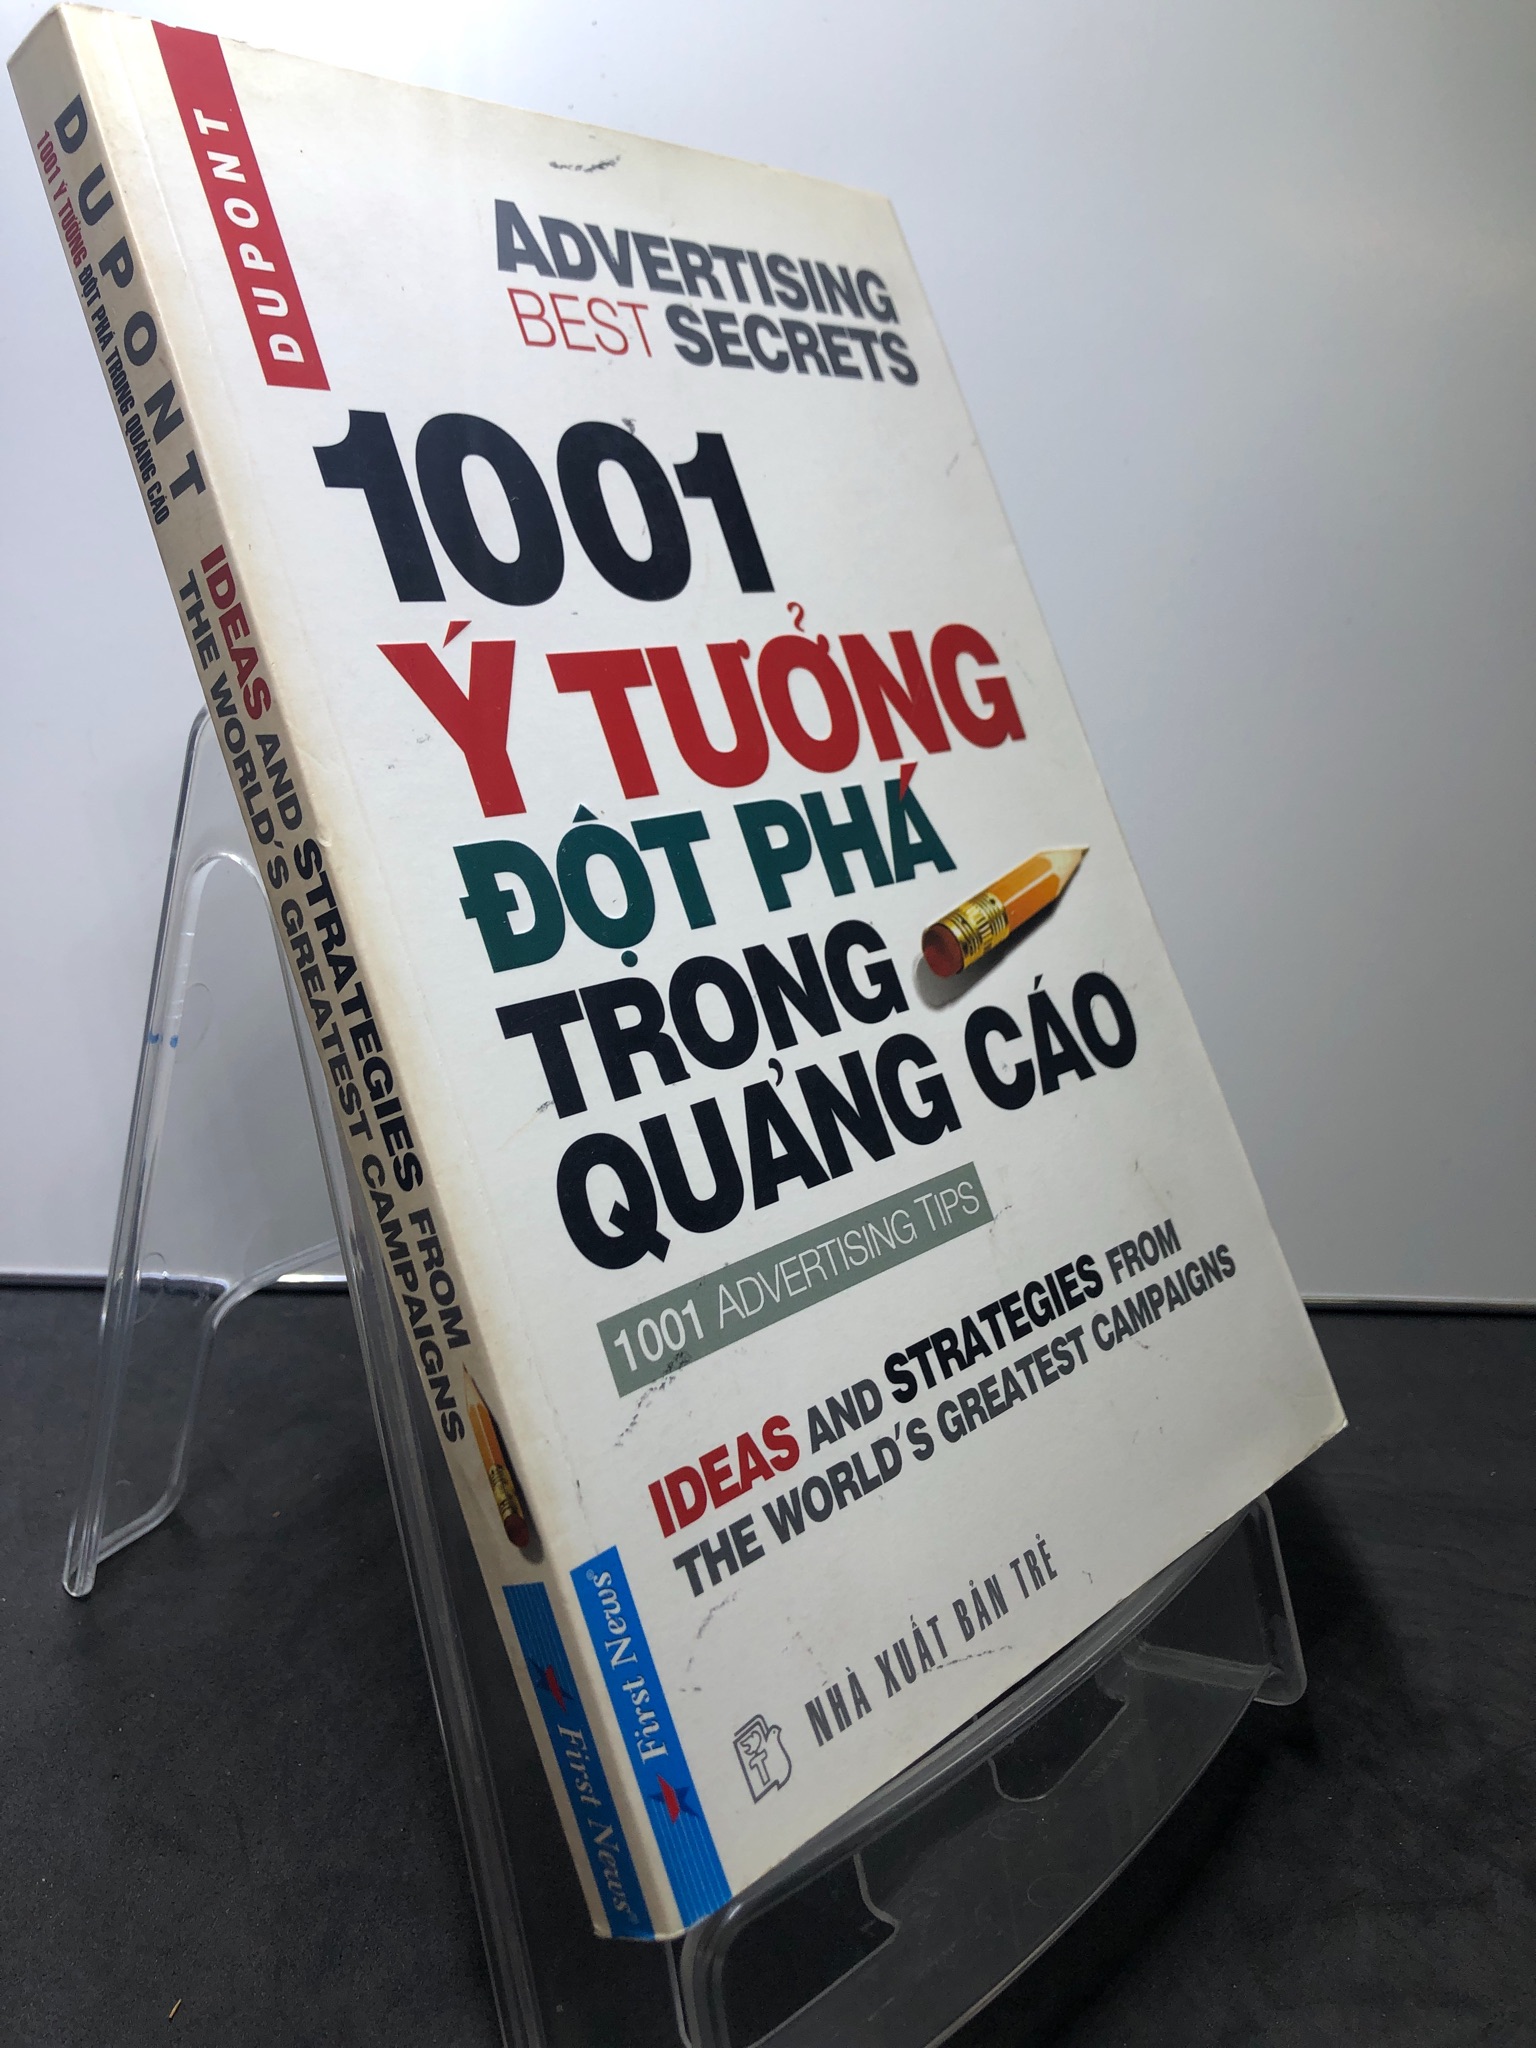 DUPONT
1001 Ý TƯỞNG ĐỘT PHÁ TRONG QUẢNG CÁO
IDEAS AND STRATEGIES FROM
THE WORLD'S GREATEST CAMPAIGNS
First News
DUPONT
ADVERTISING
BEST SECRETS
1001
Ý TƯỞNG
ĐỘT PHÁ
TRONG
QUẢNG CÁO
1001 ADVERTISING TIPS
IDEAS AND STRATEGIES FROM
THE WORLD'S GREATEST CAMPAIGNS
First News®
NHÀ XUẤT BẢN TRẺ